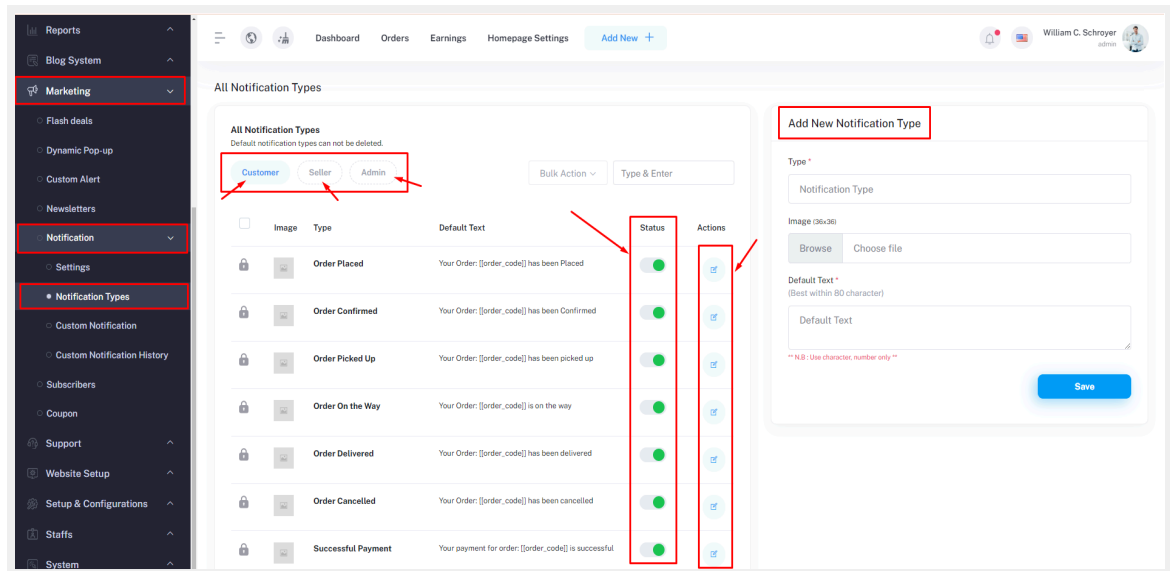 Reports
Blog System
Marketing
Flash deals
Dynamic Pop-up
Custom Alert
Newsletters
Notification
Settings
Notification Types
Custom Notification
Custom Notification History
Subscribers
Coupon
Support
Website Setup
Setup & Configurations
Staffs
System
Dashboard Orders Earnings Homepage Settings Add New +
William C. Schroyer
admin
All Notification Types
All Notification Types
Default notification types can not be deleted.
Customer Seller Admin
Bulk Action Type & Enter
Image Type Default Text Status Actions
Order Placed Your Order: [[order_code]] has been Placed
Order Confirmed Your Order: [[order_code]] has been Confirmed
Order Picked Up Your Order: [[order_code]] has been picked up
Order On the Way Your Order: [[order_code]] is on the way
Order Delivered Your Order: [[order_code]] has been delivered
Order Cancelled Your Order: [[order_code]] has been cancelled
Successful Payment Your payment for order: [[order_code]] is successful
Add New Notification Type
Type *
Notification Type
Image (36x36)
Browse Choose file
Default Text *
(Best within 80 character)
Default Text
** N.B : Use character, number only **
Save